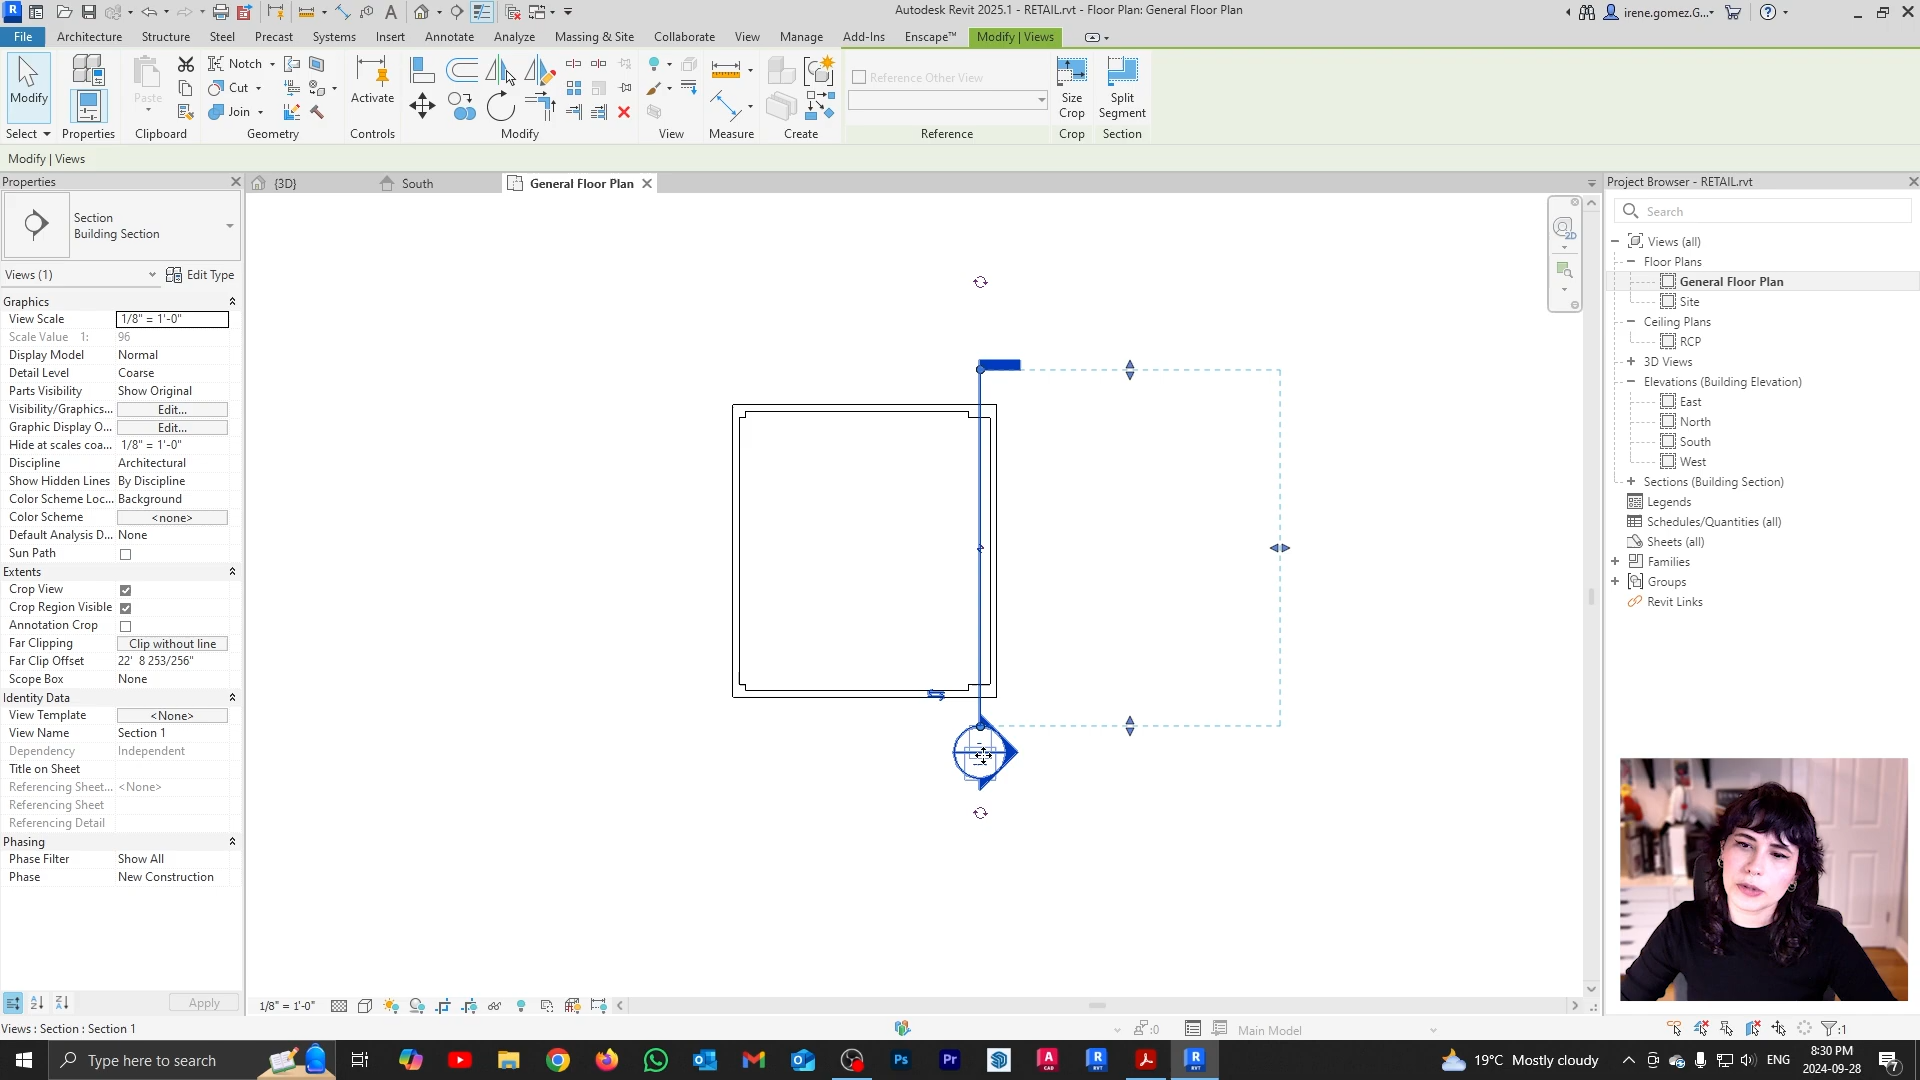 Autodesk Revit 2025.1 - RETAIL.rvt - Floor Plan: General Floor Plan
irene.gomez.G...
File Architecture Structure Steel Precast Systems Insert Annotate Analyze Massing & Site Collaborate View Manage Add-Ins Enscape™ Modify | Views
Modify
Paste
Notch
Cut
Join
Activate
Reference Other View
Size Crop
Split Segment
Select Properties Clipboard Geometry Controls Modify View Measure Create Reference Crop Section
Modify | Views
Properties
{3D}
South
General Floor Plan
Project Browser - RETAIL.rvt
Section
Building Section
Views (1)
Edit Type
Graphics
View Scale 1/8" = 1'-0"
Scale Value 1: 96
Display Model Normal
Detail Level Coarse
Parts Visibility Show Original
Visibility/Graphics... Edit...
Graphic Display O... Edit...
Hide at scales coa... 1/8" = 1'-0"
Discipline Architectural
Show Hidden Lines By Discipline
Color Scheme Loc... Background
Color Scheme <none>
Default Analysis D... None
Sun Path
Extents
Crop View
Crop Region Visible
Annotation Crop
Far Clipping Clip without line
Far Clip Offset 22' 8 253/256"
Scope Box None
Identity Data
View Template <None>
View Name Section 1
Dependency Independent
Title on Sheet
Referencing Sheet... <None>
Referencing Sheet
Referencing Detail
Phasing
Phase Filter Show All
Phase New Construction
Apply
Search
Views (all)
Floor Plans
General Floor Plan
Site
Ceiling Plans
RCP
3D Views
Elevations (Building Elevation)
East
North
South
West
Sections (Building Section)
Legends
Schedules/Quantities (all)
Sheets (all)
Families
Groups
Revit Links
1/8" = 1'-0"
Views : Section : Section 1
:0
Main Model
:1
Type here to search
19°C Mostly cloudy
ENG
8:30 PM
2024-09-28